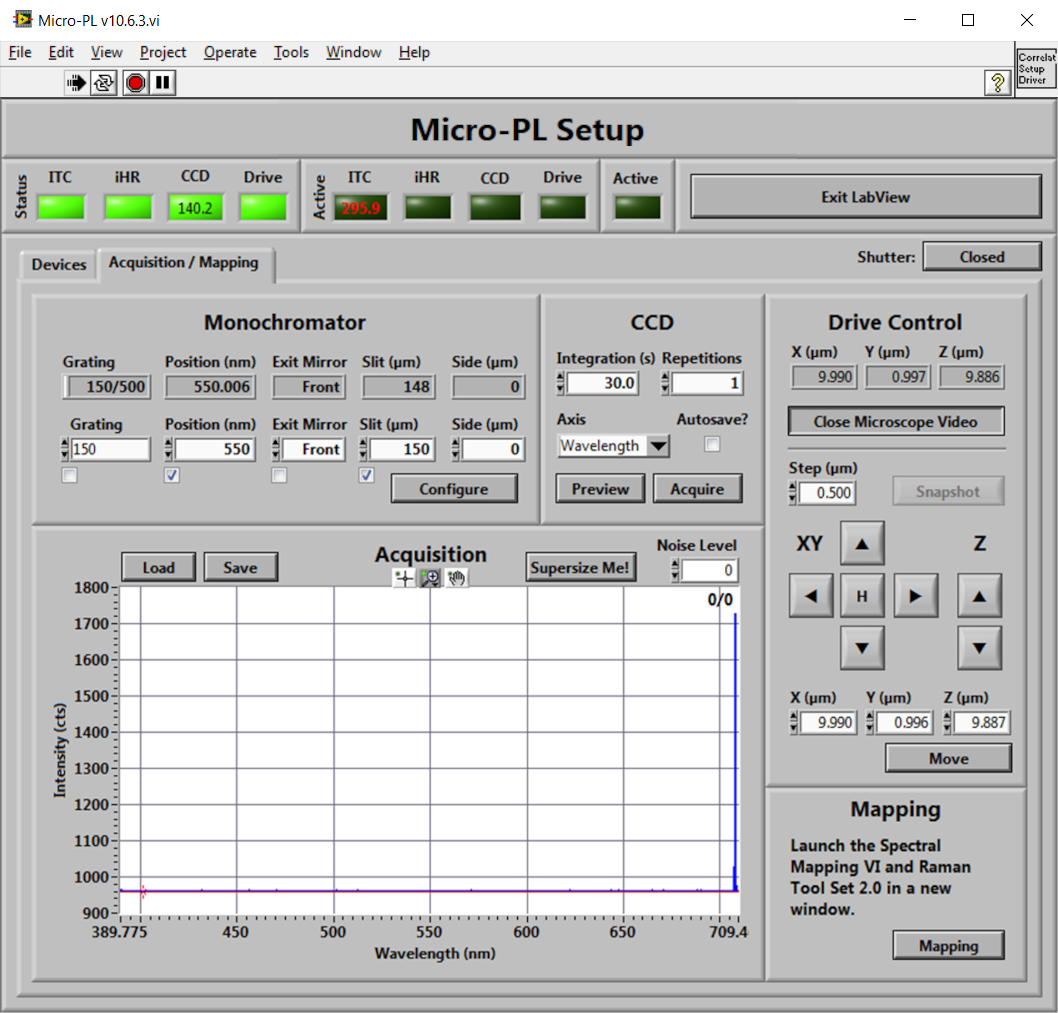 Micro-PL v10.6.3.vi
File Edit View Project Operate Tools Window Help
Correlat
Setup
Driver
?
Micro-PL Setup
Status ITC iHR CCD Drive
140.2
Active ITC iHR CCD Drive
295.9
Active
Exit LabView
Devices
Acquisition / Mapping
Shutter: Closed
Monochromator
Grating Position (nm) Exit Mirror Slit (µm) Side (µm)
150/500 550.006 Front 148 0
Grating Position (nm) Exit Mirror Slit (µm) Side (µm)
150 550 Front 150 0
Configure
CCD
Integration (s) Repetitions
30.0 1
Axis Autosave?
Wavelength
Preview Acquire
Drive Control
X (µm) Y (µm) Z (µm)
9.990 0.997 9.886
Close Microscope Video
Step (µm)
0.500 Snapshot
XY Z
H
X (µm) Y (µm) Z (µm)
9.990 0.996 9.887
Move
Load Save Acquisition Supersize Me! Noise Level
0
0/0
1800
1700
1600
1500
1400
1300
1200
1100
1000
900
Intensity (cts)
389.775 450 500 550 600 650 709.4
Wavelength (nm)
Mapping
Launch the Spectral
Mapping VI and Raman
Tool Set 2.0 in a new
window.
Mapping